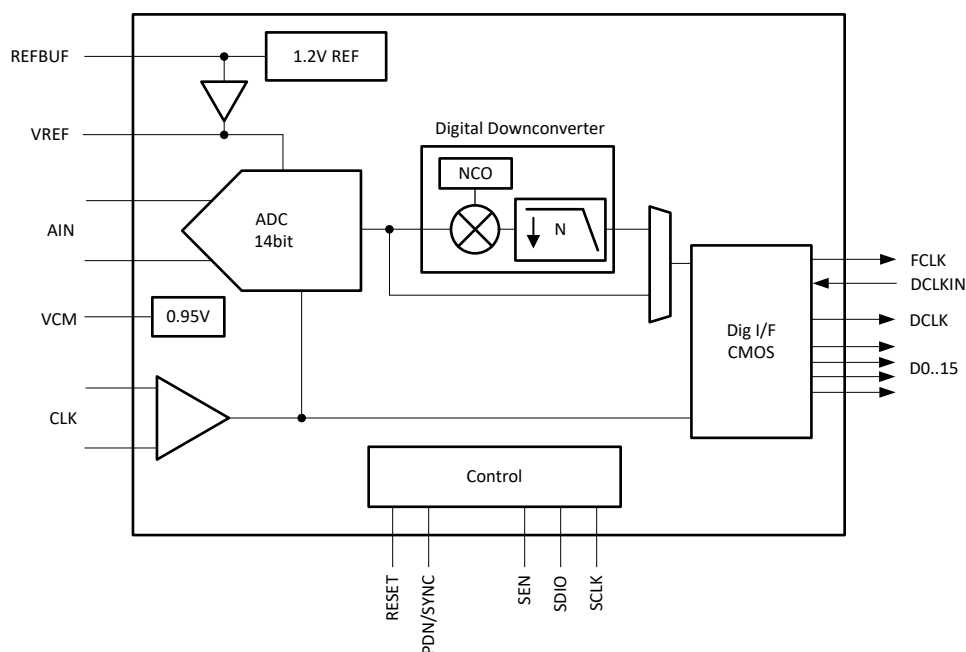 REFBUF
1.2V REF
VREF
Digital Downconverter
NCO
ADC
14bit
N
AIN
FCLK
DCLKIN
VCM
0.95V
DCLK
Dig I/F
CMOS
D0..15
CLK
Control
RESET
PDN/SYNC
SEN
SDIO
SCLK